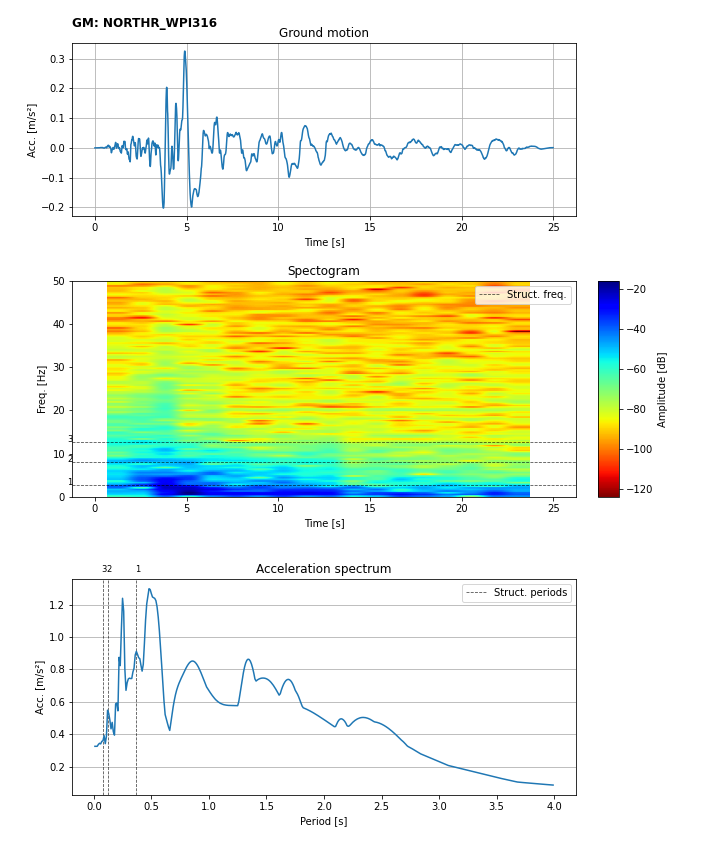 GM: NORTHR_WPI316
Ground motion
0.3
0.2
0.1
0.0
−0.1
−0.2
Acc. [m/s²]
0 5 10 15 20 25
Time [s]
Spectogram
Struct. freq.
50
40
30
20
10
0
3
2
1
Freq. [Hz]
0 5 10 15 20 25
Time [s]
−20
−40
−60
−80
−100
−120
Amplitude [dB]
32 1
Acceleration spectrum
Struct. periods
1.2
1.0
0.8
0.6
0.4
0.2
Acc. [m/s²]
0.0 0.5 1.0 1.5 2.0 2.5 3.0 3.5 4.0
Period [s]